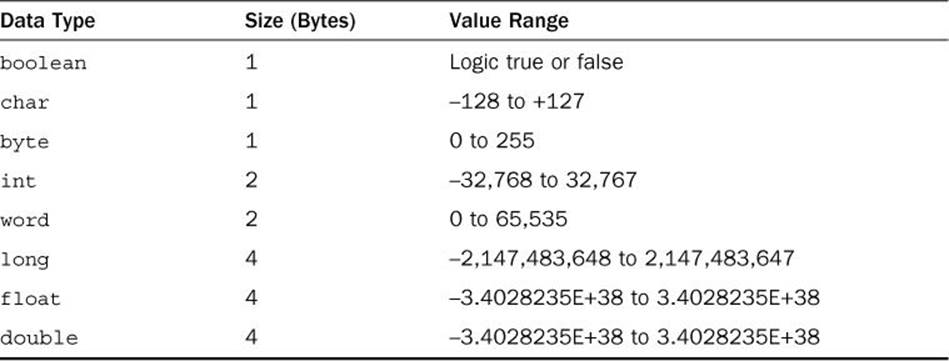 Data Type Size (Bytes) Value Range
boolean 1 Logic true or false
char 1 –128 to +127
byte 1 0 to 255
int 2 –32,768 to 32,767
word 2 0 to 65,535
long 4 –2,147,483,648 to 2,147,483,647
float 4 –3.4028235E+38 to 3.4028235E+38
double 4 –3.4028235E+38 to 3.4028235E+38